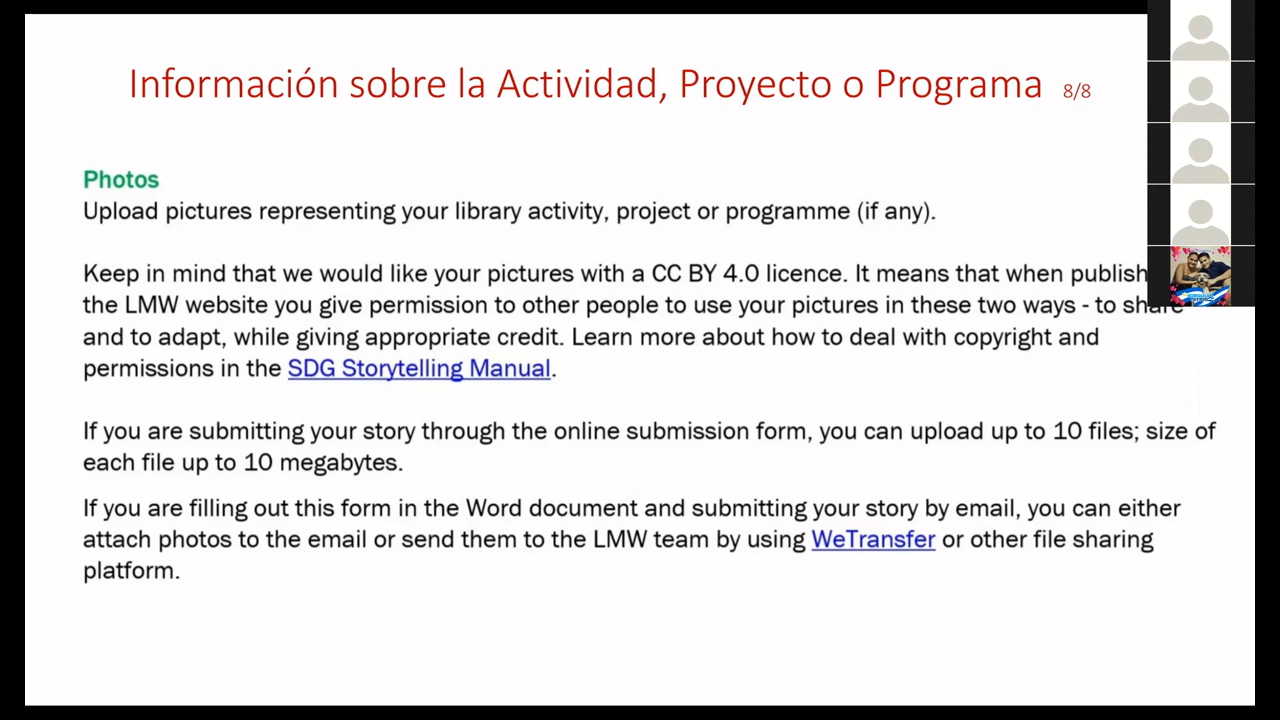 Información sobre la Actividad, Proyecto o Programa 8/8
Photos
Upload pictures representing your library activity, project or programme (if any).
Keep in mind that we would like your pictures with a CC BY 4.0 licence. It means that when publish
the LMW website you give permission to other people to use your pictures in these two ways - to share
and to adapt, while giving appropriate credit. Learn more about how to deal with copyright and
permissions in the SDG Storytelling Manual.
If you are submitting your story through the online submission form, you can upload up to 10 files; size of
each file up to 10 megabytes.
If you are filling out this form in the Word document and submitting your story by email, you can either
attach photos to the email or send them to the LMW team by using WeTransfer or other file sharing
platform.